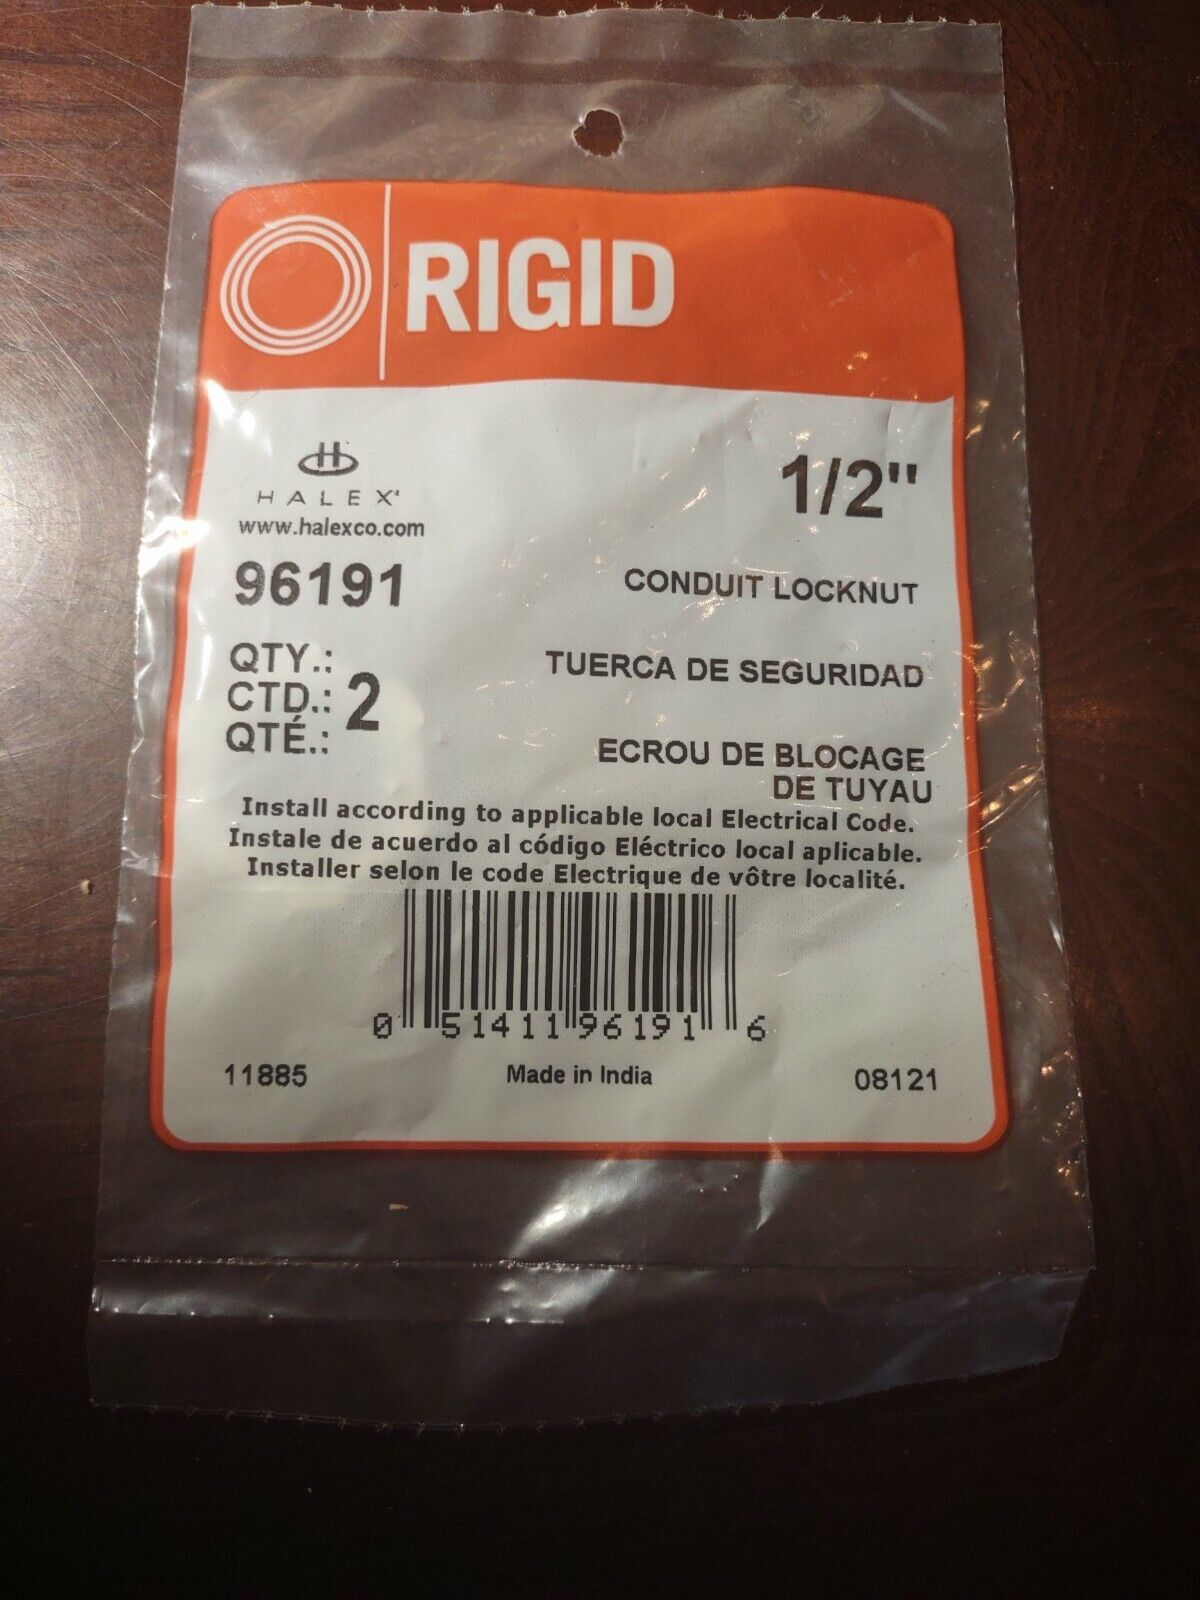 RIGID
HALEX
www.halexco.com
1/2"
96191
CONDUIT LOCKNUT
QTY.:
CTD.: 2
QTÉ.:
TUERCA DE SEGURIDAD
ECROU DE BLOCAGE
DE TUYAU
Install according to applicable local Electrical Code.
Instale de acuerdo al código Eléctrico local aplicable.
Installer selon le code Electrique de vôtre localité.
0 51411 96191 6
11885 Made in India 08121